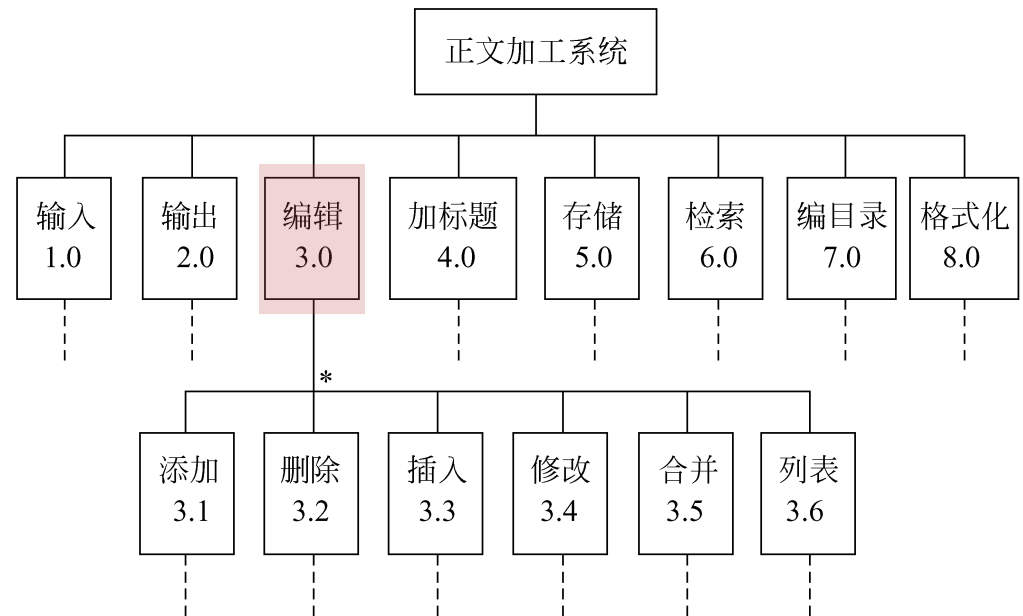 正文加工系统
输入
1.0
输出
2.0
编辑
3.0
加标题
4.0
存储
5.0
检索
6.0
编目录
7.0
格式化
8.0
*
添加
3.1
删除
3.2
插入
3.3
修改
3.4
合并
3.5
列表
3.6